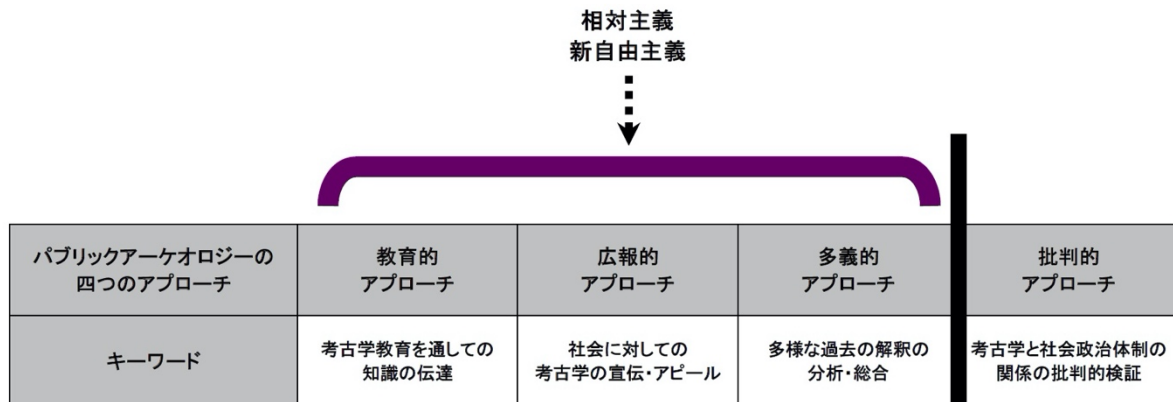 相対主義
新自由主義
パブリックアーケオロジーの
四つのアプローチ
教育的
アプローチ
広報的
アプローチ
多義的
アプローチ
批判的
アプローチ
キーワード
考古学教育を通しての
知識の伝達
社会に対しての
考古学の宣伝・アピール
多様な過去の解釈の
分析・総合
考古学と社会政治体制の
関係の批判的検証